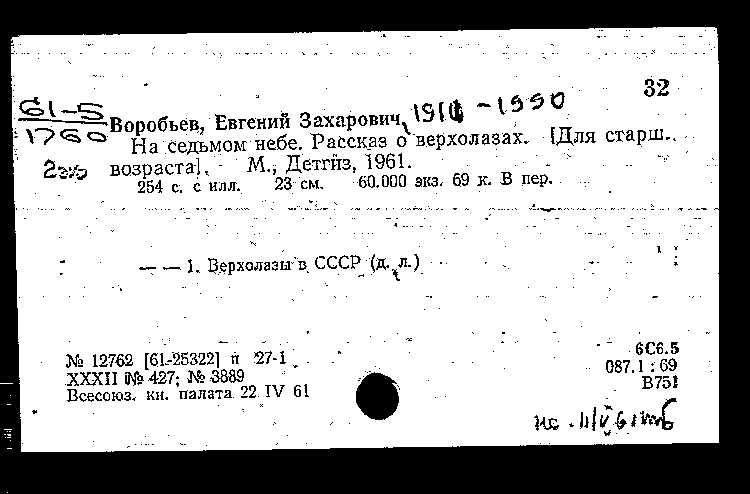 32
61-5
1760
2 экз
Воробьев, Евгений Захарович, 1910-1990
На седьмом небе. Рассказ о верхолазах. [Для старш.
возраста]. М., Детгиз, 1961.
254 с. с илл. 23 см. 60.000 экз. 69 к. В пер.
— — 1. Верхолазы в СССР (д. л.)
№ 12762 [61-25322] п 27-1
XXXII № 427; № 3889
Всесоюз. кн. палата 22 IV 61
6С6.5
087.1 : 69
В751